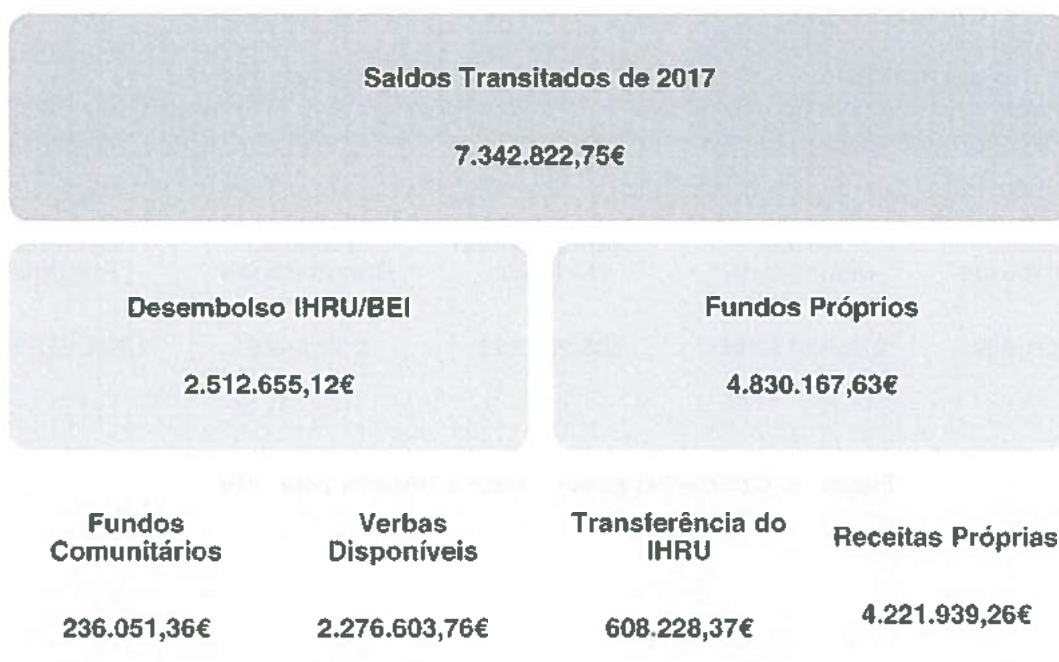 Saldos Transitados de 2017
7.342.822,75€
Desembolso IHRU/BEI
2.512.655,12€
Fundos Próprios
4.830.167,63€
Fundos
Comunitários
236.051,36€
Verbas
Disponíveis
2.276.603,76€
Transferência do
IHRU
608.228,37€
Receitas Próprias
4.221.939,26€